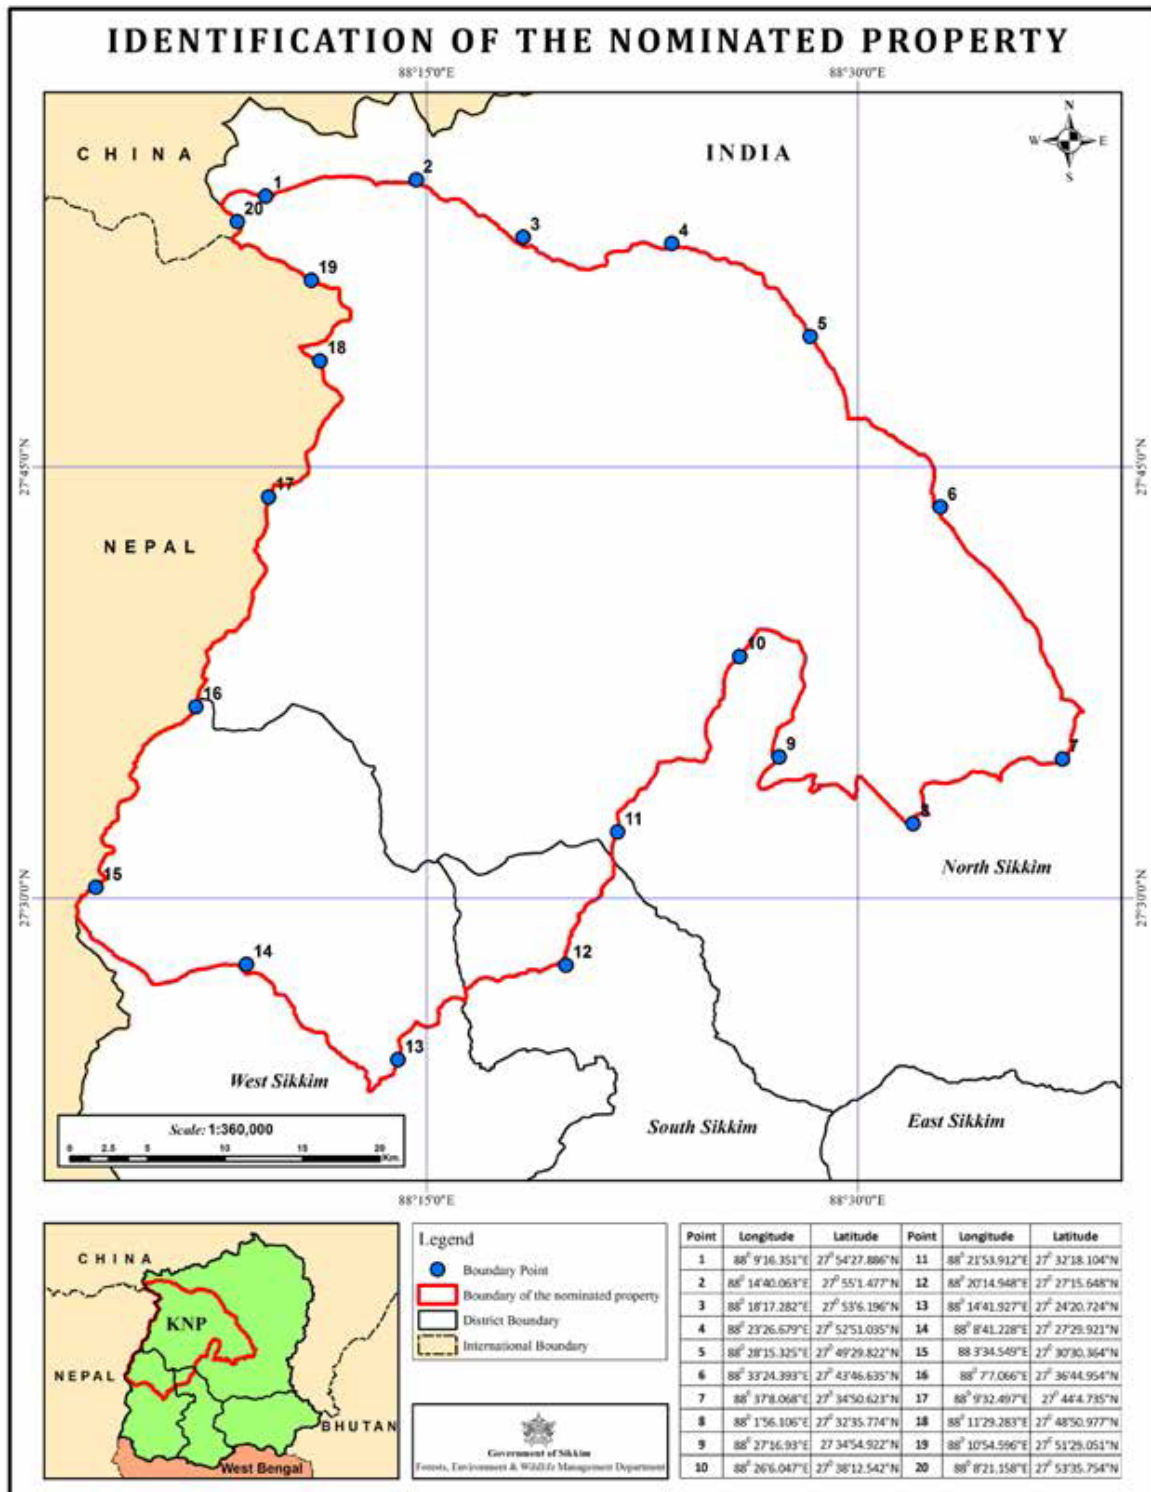 IDENTIFICATION OF THE NOMINATED PROPERTY
88°15'0"E 88°30'0"E
CHINA
INDIA
N
W E
S
1
2
20
3
4
19
5
18
27°45'0"N 27°45'0"N
17
6
NEPAL
10
16
9
7
11
8
North Sikkim
15
27°30'0"N 27°30'0"N
14
12
13
West Sikkim
South Sikkim
East Sikkim
Scale: 1:360,000
0 2.5 5 10 15 20
Km.
88°15'0"E 88°30'0"E
CHINA
KNP
NEPAL
BHUTAN
West Bengal
Legend
Boundary Point
Boundary of the nominated property
District Boundary
International Boundary
Government of Sikkim
Forests, Environment & Wildlife Management Department
Point Longitude Latitude Point Longitude Latitude
1 88° 9'16.351"E 27° 54'27.886"N 11 88° 21'53.912"E 27° 32'18.104"N
2 88° 14'40.063"E 27° 55'1.477"N 12 88° 20'14.948"E 27° 27'15.648"N
3 88° 18'17.282"E 27° 53'6.196"N 13 88° 14'41.927"E 27° 24'20.724"N
4 88° 23'26.679"E 27° 52'51.035"N 14 88° 8'41.228"E 27° 27'29.921"N
5 88° 28'15.325"E 27° 49'29.822"N 15 88 3'34.549"E 27° 30'30.364"N
6 88° 33'24.393"E 27° 43'46.635"N 16 88° 7'7.066"E 27° 36'44.954"N
7 88° 37'8.068"E 27° 34'50.623"N 17 88° 9'32.497"E 27° 44'4.735"N
8 88° 1'56.106"E 27° 32'35.774"N 18 88° 11'29.283"E 27° 48'50.977"N
9 88° 27'16.93"E 27 34'54.922"N 19 88° 10'54.596"E 27° 51'29.051"N
10 88° 26'6.047"E 27° 38'12.542"N 20 88° 8'21.158"E 27° 53'35.754"N